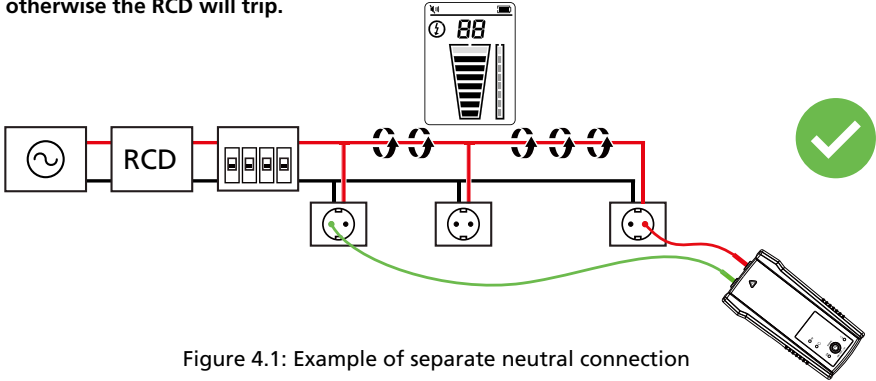 otherwise the RCD will trip.
88
RCD
Figure 4.1: Example of separate neutral connection